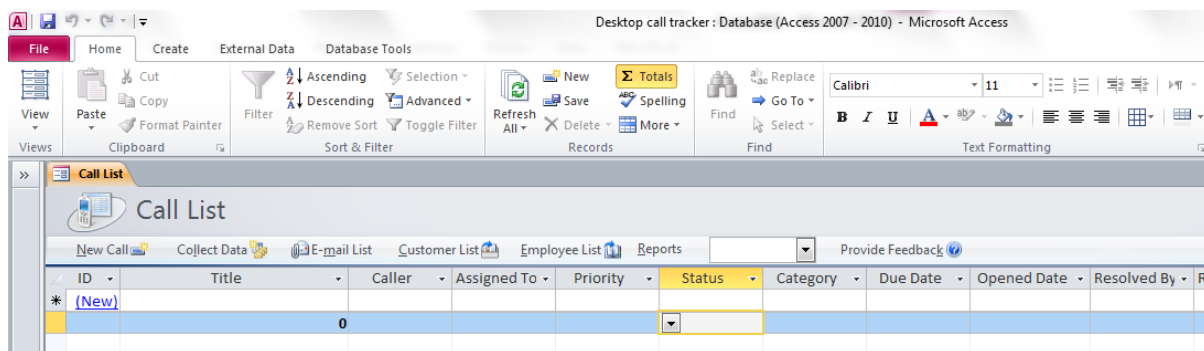 Desktop call tracker : Database (Access 2007 - 2010) - Microsoft Access
File Home Create External Data Database Tools
View
Views
Paste
Cut
Copy
Format Painter
Clipboard
Filter
Ascending
Descending
Remove Sort
Selection
Advanced
Toggle Filter
Sort & Filter
Refresh
All
New
Save
Delete
Σ Totals
Spelling
More
Records
Find
Replace
Go To
Select
Find
Calibri 11
B I U A
Text Formatting
Call List
Call List
New Call Collect Data E-mail List Customer List Employee List Reports Provide Feedback
ID Title Caller Assigned To Priority Status Category Due Date Opened Date Resolved By R
* (New)
0